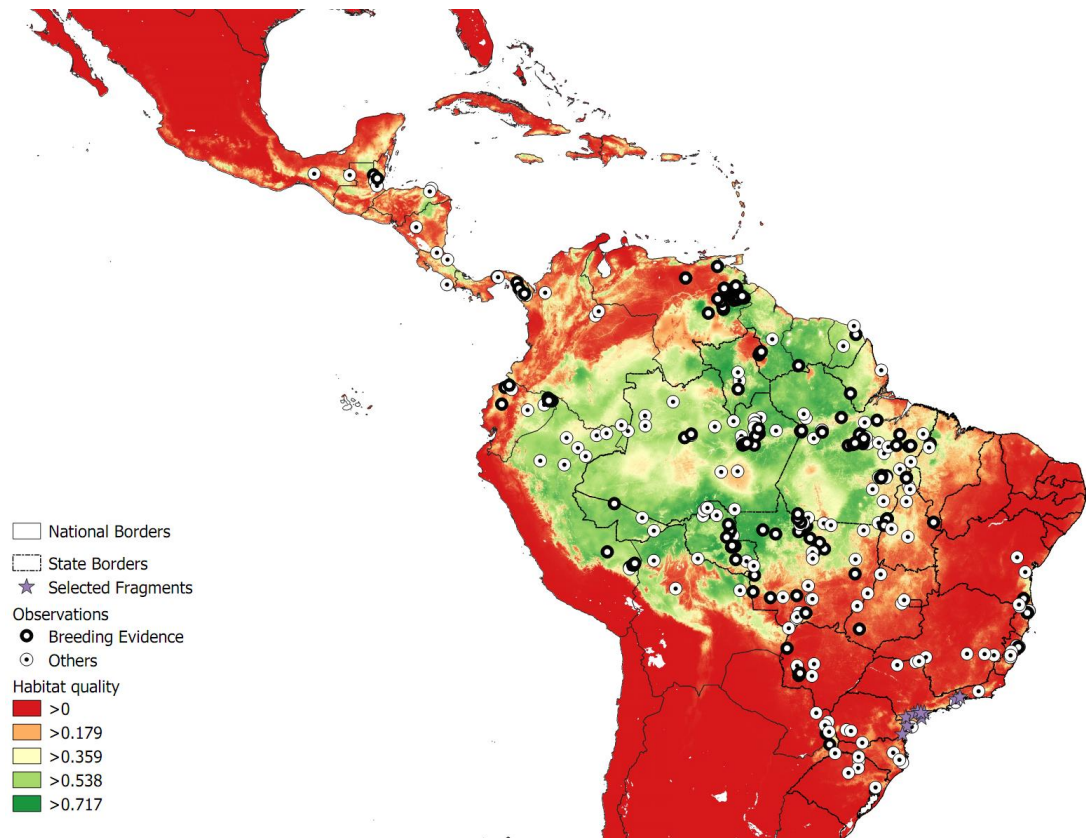 National Borders
State Borders
Selected Fragments
Observations
Breeding Evidence
Others
Habitat quality
>0
>0.179
>0.359
>0.538
>0.717